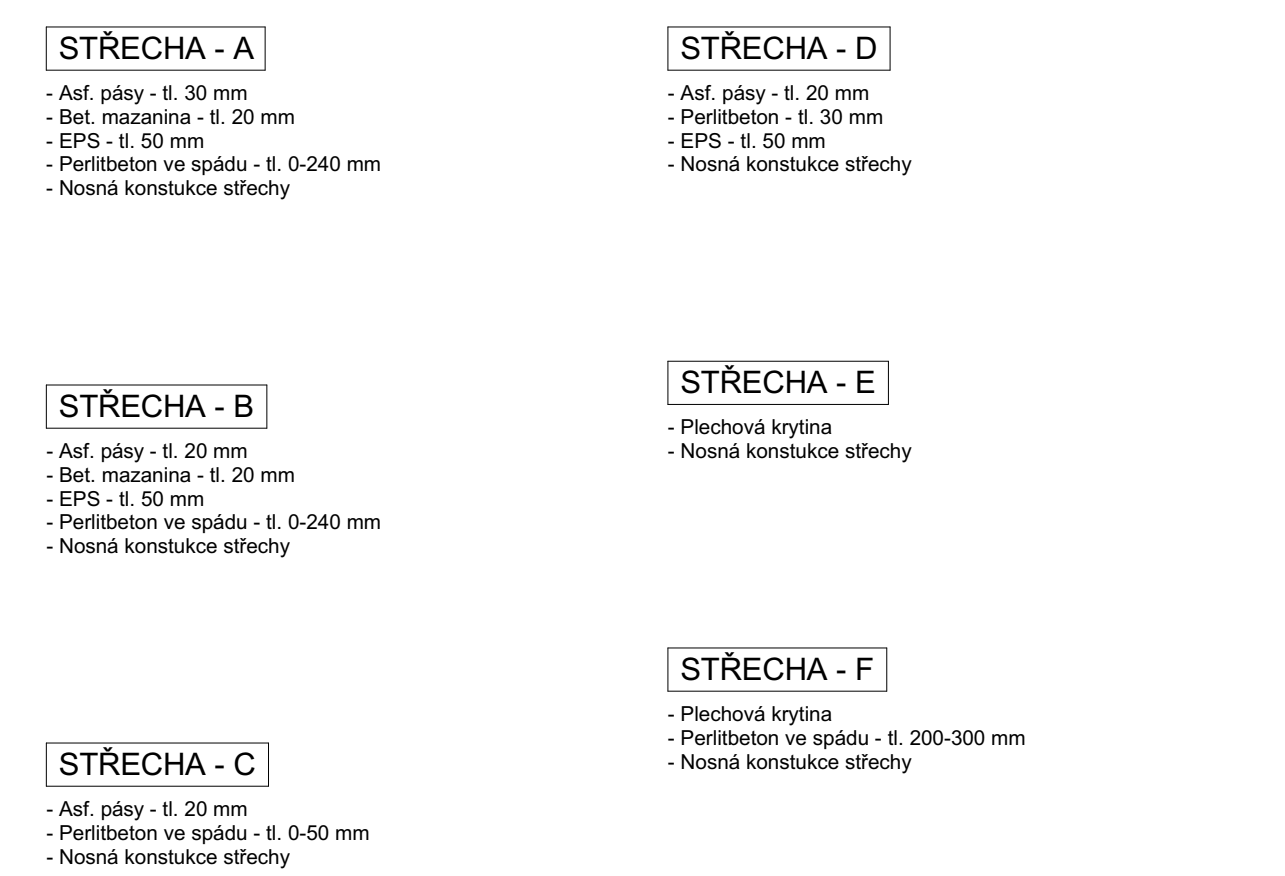 STŘECHA - A
- Asf. pásy - tl. 30 mm
- Bet. mazanina - tl. 20 mm
- EPS - tl. 50 mm
- Perlitbeton ve spádu - tl. 0-240 mm
- Nosná konstukce střechy
STŘECHA - B
- Asf. pásy - tl. 20 mm
- Bet. mazanina - tl. 20 mm
- EPS - tl. 50 mm
- Perlitbeton ve spádu - tl. 0-240 mm
- Nosná konstukce střechy
STŘECHA - C
- Asf. pásy - tl. 20 mm
- Perlitbeton ve spádu - tl. 0-50 mm
- Nosná konstukce střechy
STŘECHA - D
- Asf. pásy - tl. 20 mm
- Perlitbeton - tl. 30 mm
- EPS - tl. 50 mm
- Nosná konstukce střechy
STŘECHA - E
- Plechová krytina
- Nosná konstukce střechy
STŘECHA - F
- Plechová krytina
- Perlitbeton ve spádu - tl. 200-300 mm
- Nosná konstukce střechy